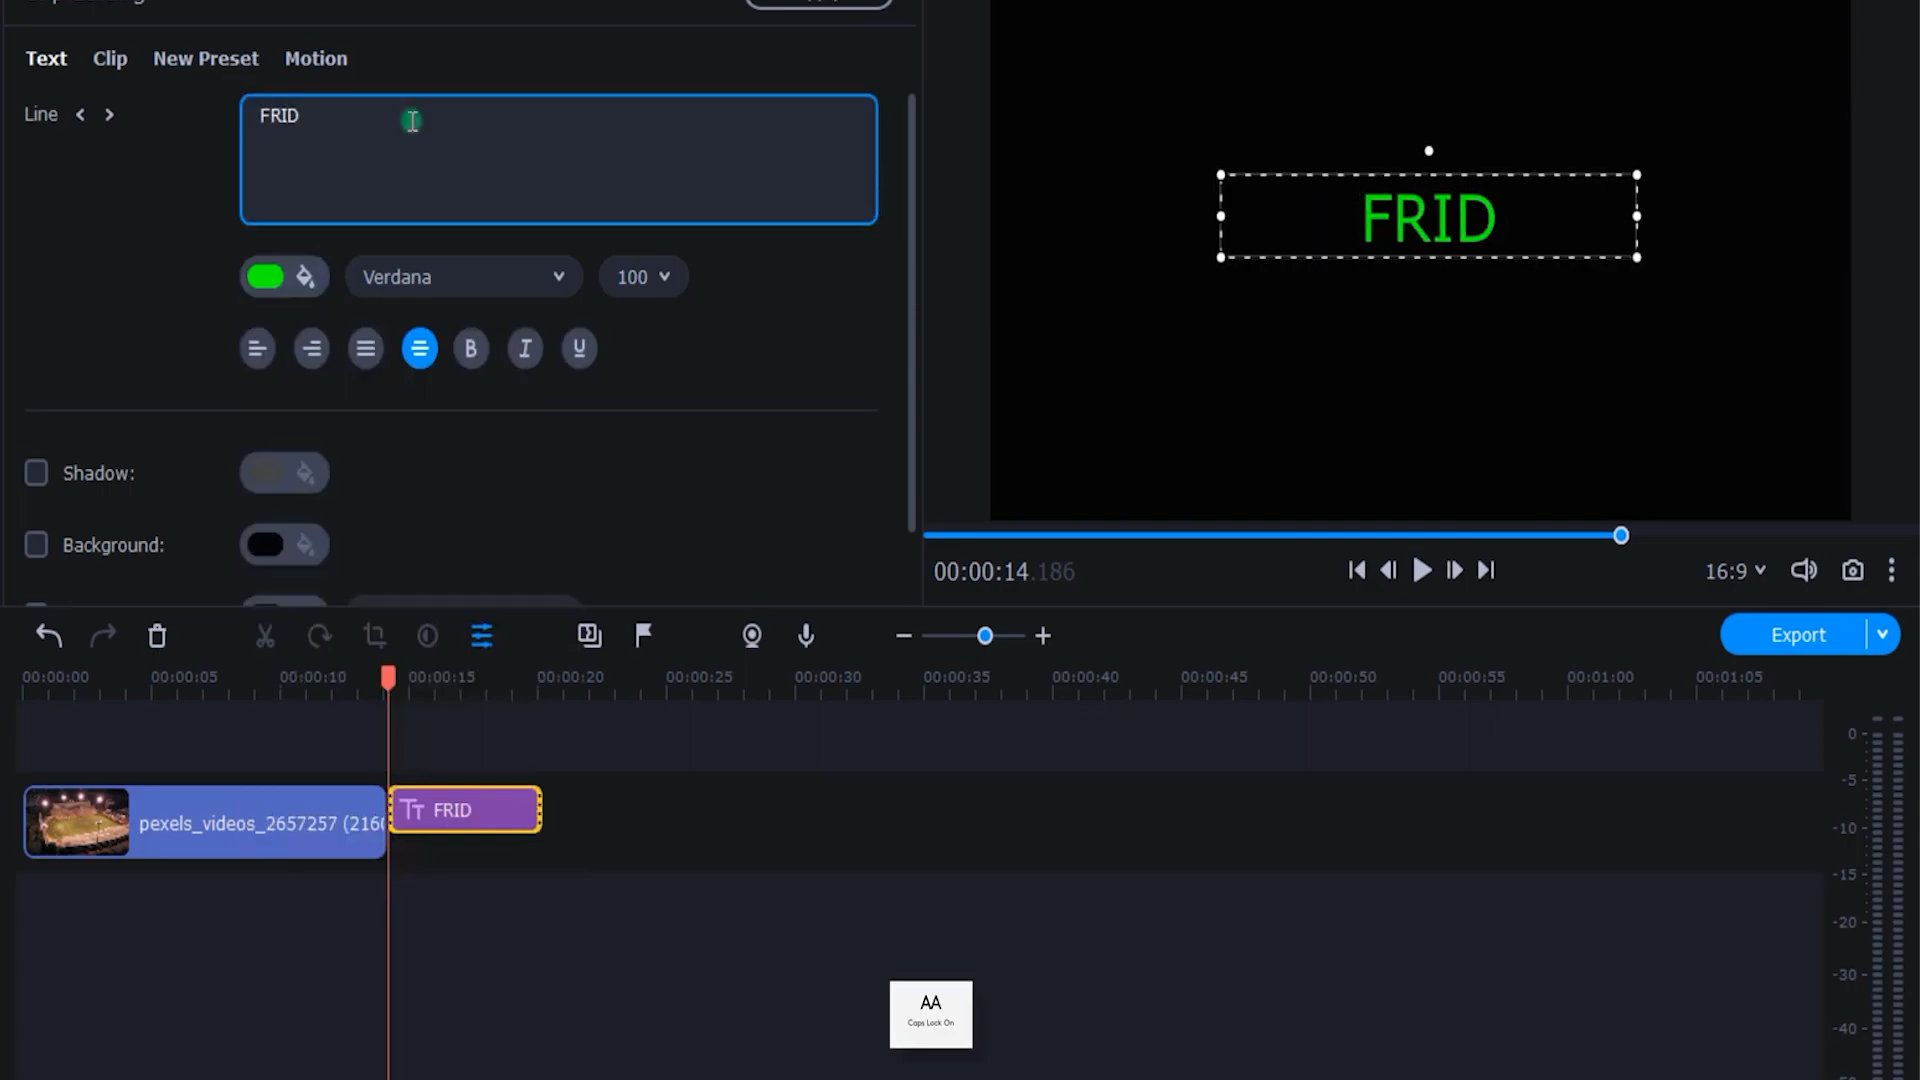 Text Clip New Preset Motion
Line
FRID
FRID
Verdana 100
B I U
Shadow:
Background:
00:00:14.186
16:9
Export
00:00:00 00:00:05 00:00:10 00:00:15 00:00:20 00:00:25 00:00:30 00:00:35 00:00:40 00:00:45 00:00:50 00:00:55 00:01:00 00:01:05
0
-5
-10
-15
-20
-30
-40
pexels_videos_2657257 (216
Tt FRID
AA
Caps Lock On